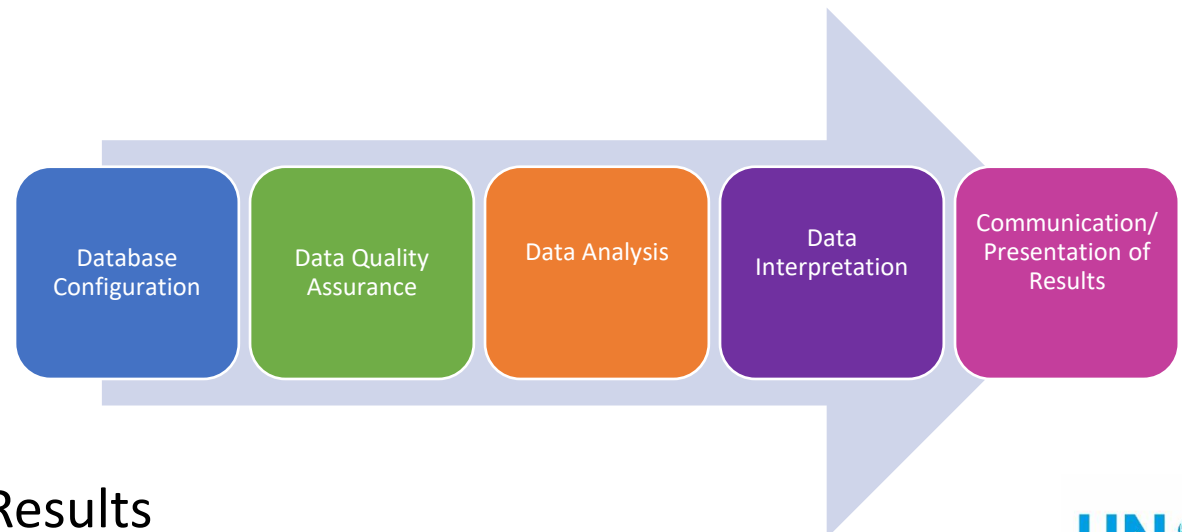 Database
Configuration
Data Quality
Assurance
Data Analysis
Data
Interpretation
Communication/
Presentation of
Results
Results